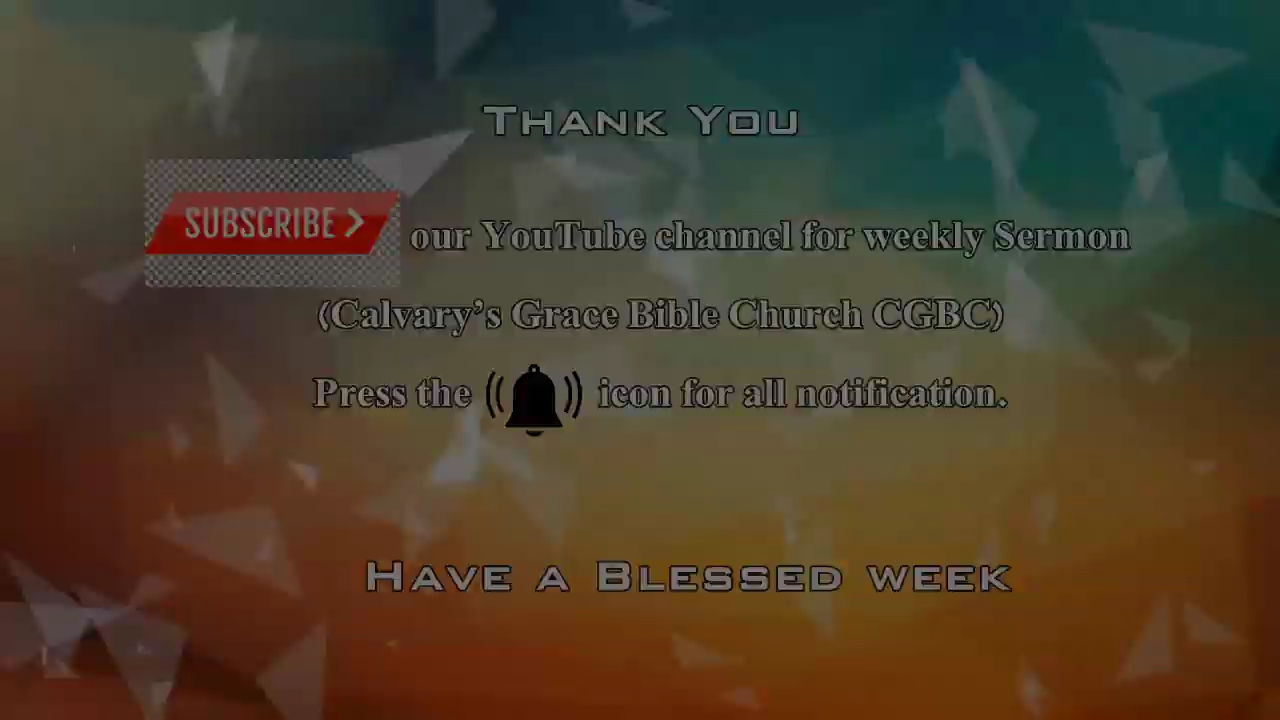 THANK YOU
SUBSCRIBE > our YouTube channel for weekly Sermon
(Calvary’s Grace Bible Church CGBC)
Press the icon for all notification.
HAVE A BLESSED WEEK